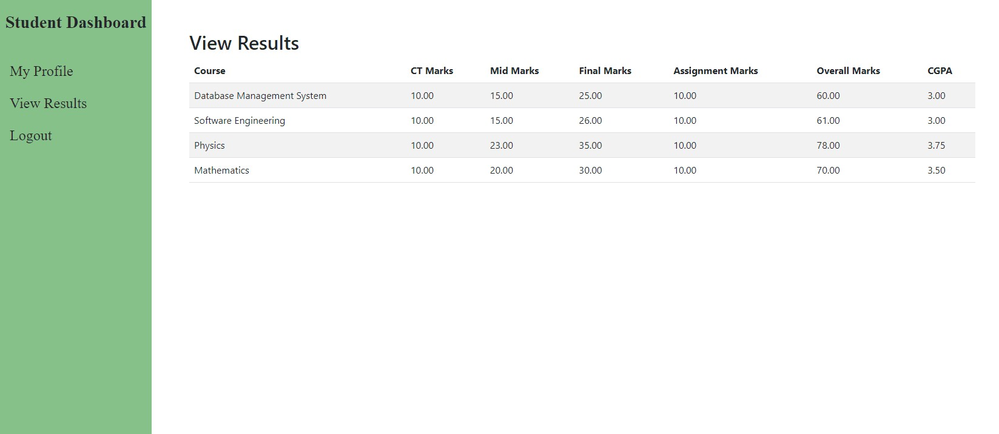 Student Dashboard
My Profile
View Results
Logout
View Results
Course CT Marks Mid Marks Final Marks Assignment Marks Overall Marks CGPA
Database Management System 10.00 15.00 25.00 10.00 60.00 3.00
Software Engineering 10.00 15.00 26.00 10.00 61.00 3.00
Physics 10.00 23.00 35.00 10.00 78.00 3.75
Mathematics 10.00 20.00 30.00 10.00 70.00 3.50